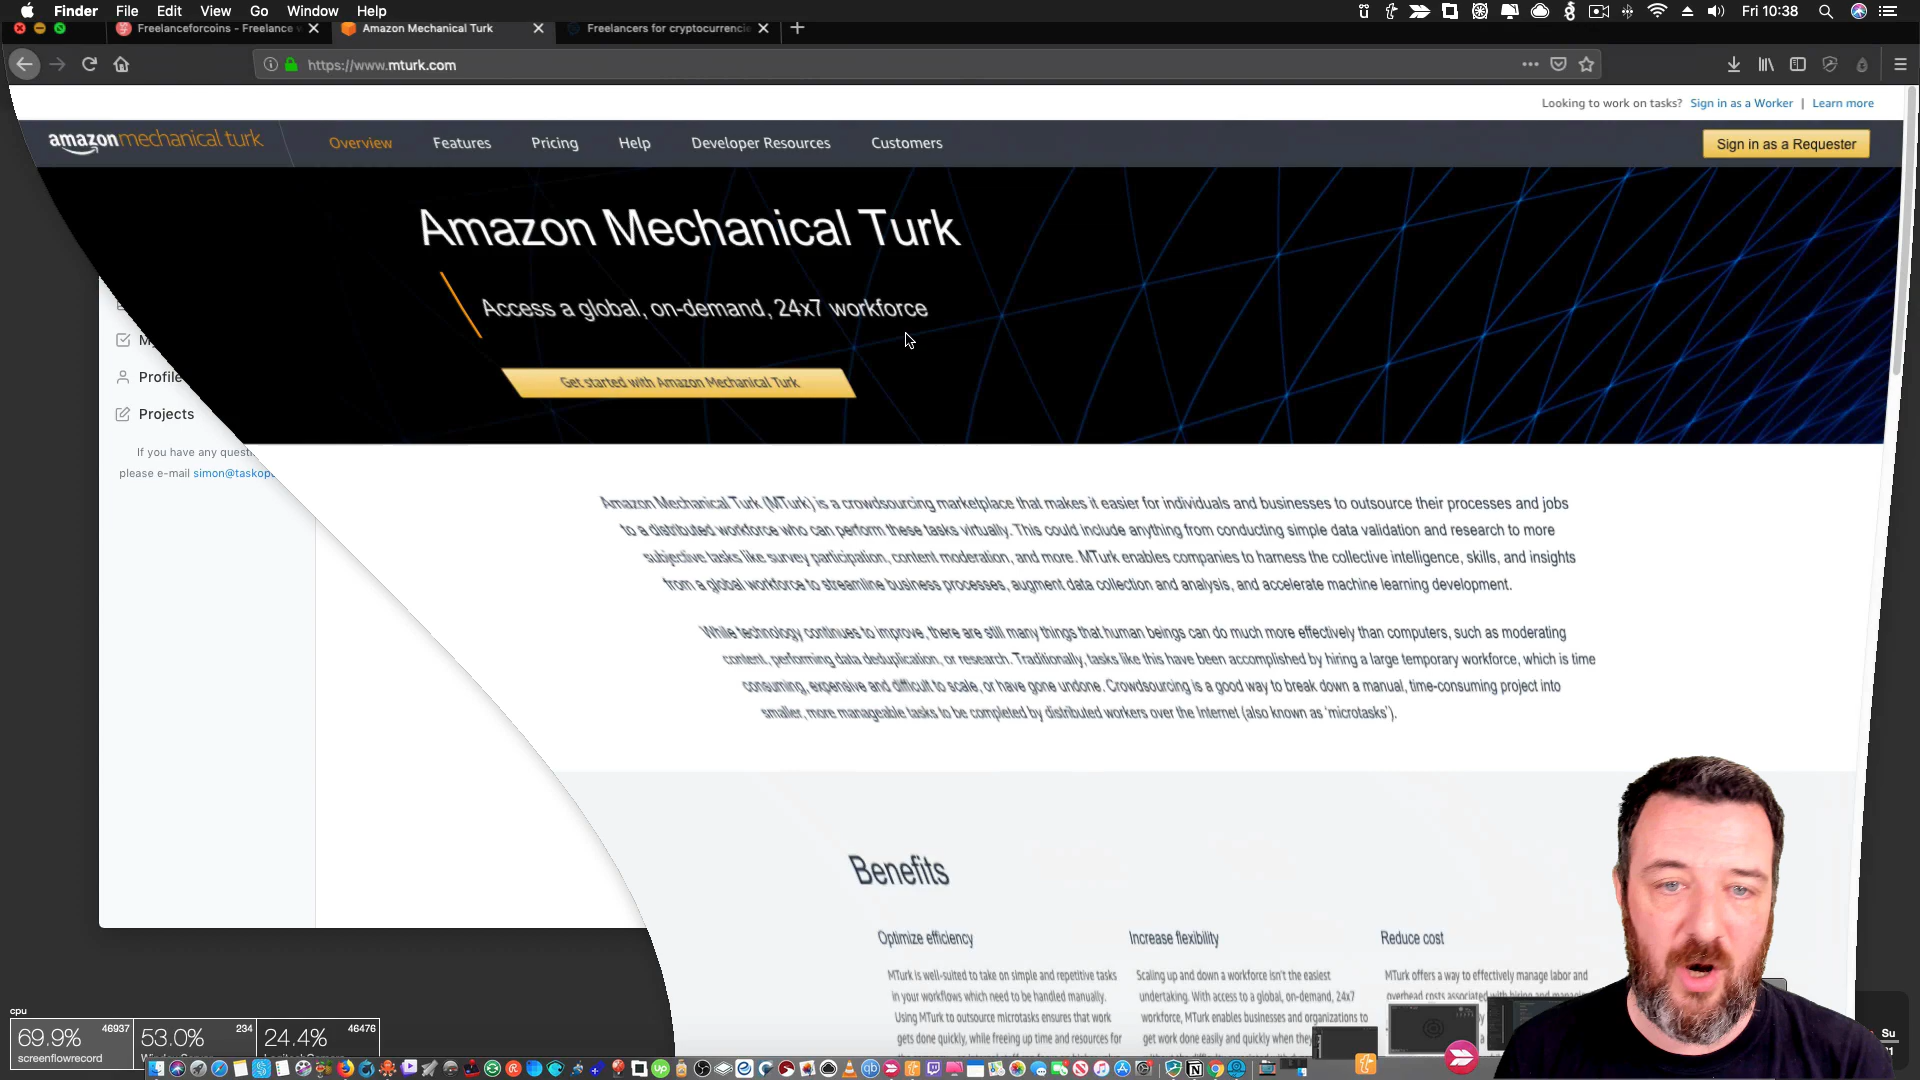 Finder File Edit View Go Window Help
Fri 10:38
Freelanceforcoins - Freelance
Amazon Mechanical Turk
Freelancers for cryptocurrencie
https://www.mturk.com
Looking to work on tasks? Sign in as a Worker | Learn more
amazonmechanical turk
Overview Features Pricing Help Developer Resources Customers
Sign in as a Requester
Amazon Mechanical Turk
Access a global, on-demand, 24x7 workforce
Get started with Amazon Mechanical Turk
Profile
Projects
If you have any questi
please e-mail simon@taskop
Amazon Mechanical Turk (MTurk) is a crowdsourcing marketplace that makes it easier for individuals and businesses to outsource their processes and jobs
to a distributed workforce who can perform these tasks virtually. This could include anything from conducting simple data validation and research to more
subjective tasks like survey participation, content moderation, and more. MTurk enables companies to harness the collective intelligence, skills, and insights
from a global workforce to streamline business processes, augment data collection and analysis, and accelerate machine learning development.
While technology continues to improve, there are still many things that human beings can do much more effectively than computers, such as moderating
content, performing data deduplication, or research. Traditionally, tasks like this have been accomplished by hiring a large temporary workforce, which is time
consuming, expensive and difficult to scale, or have gone undone. Crowdsourcing is a good way to break down a manual, time-consuming project into
smaller, more manageable tasks to be completed by distributed workers over the Internet (also known as 'microtasks').
Benefits
Optimize efficiency
MTurk is well-suited to take on simple and repetitive tasks
in your workflows which need to be handled manually.
Using MTurk to outsource microtasks ensures that work
gets done quickly, while freeing up time and resources for
Increase flexibility
Scaling up and down a workforce isn't the easiest
undertaking. With access to a global, on-demand, 24x7
workforce, MTurk enables businesses and organizations to
get work done easily and quickly when they
Reduce cost
MTurk offers a way to effectively manage labor and
overhead costs associated with hiring and
cpu
69.9% 46937 53.0% 234 24.4% 46476
screenflowrecord
Su